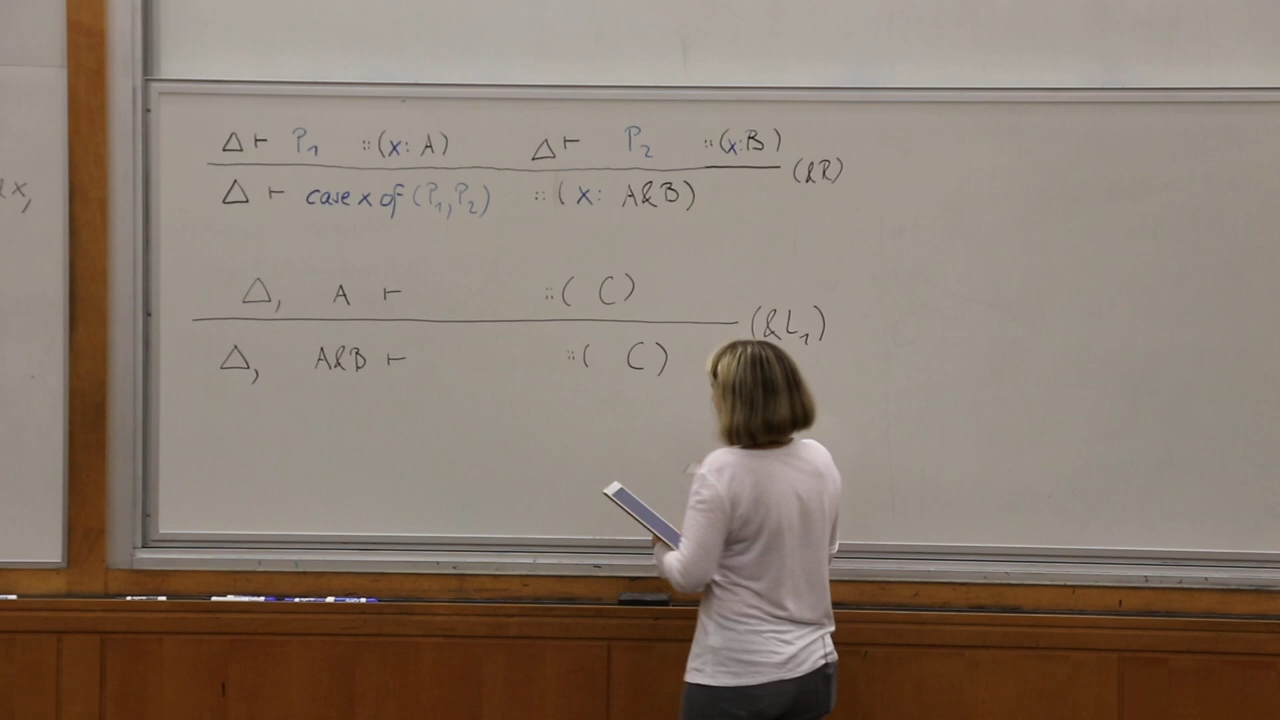 Δ ⊢ P₁ ::(x: A) Δ ⊢ P₂ ::(x:B)
(&R)
Δ ⊢ case x of (P₁, P₂) ::(x: A&B)
Δ, A ⊢ ::( C)
(&L₁)
Δ, A&B ⊢ ::( C)
x,